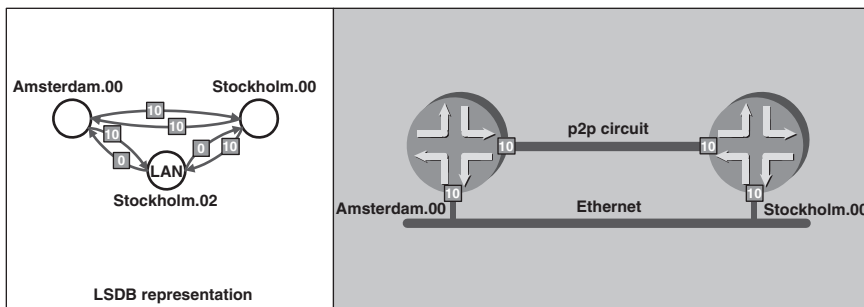 Amsterdam.00
Stockholm.00
10
10
10
0
0
10
LAN
Stockholm.02
LSDB representation
p2p circuit
10
10
10
10
Amsterdam.00
Ethernet
Stockholm.00